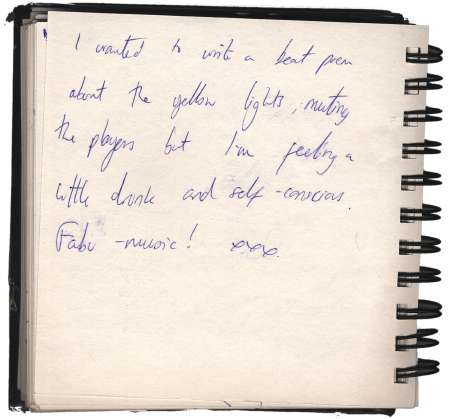 I wanted to write a beat poem
about the yellow lights, muting
the players but I'm feeling a
little drunk and self-conscious.
Fabu-music! xxx.